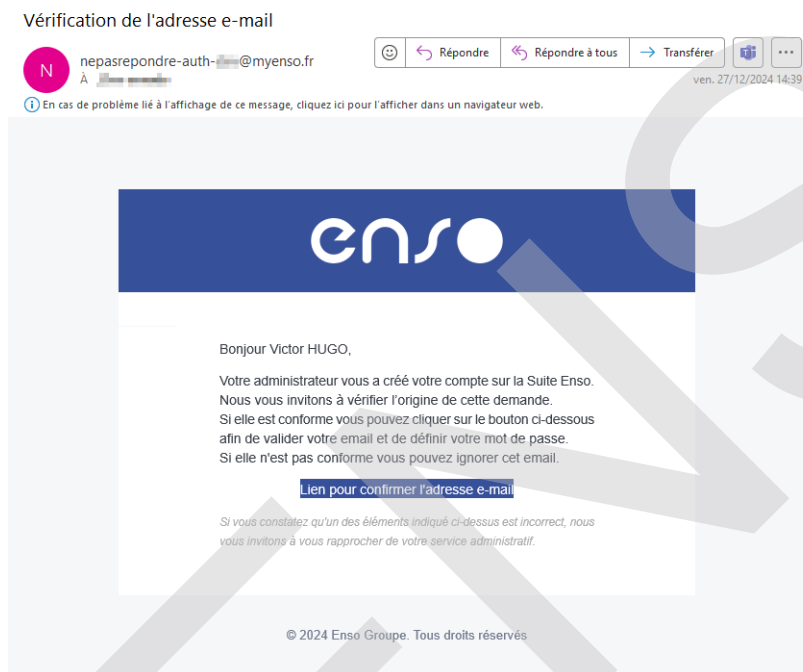 Vérification de l'adresse e-mail
N
nepasrepondre-auth-@myenso.fr
À
Répondre
Répondre à tous
Transférer
ven. 27/12/2024 14:39
En cas de problème lié à l'affichage de ce message, cliquez ici pour l'afficher dans un navigateur web.
enso
Bonjour Victor HUGO,
Votre administrateur vous a créé votre compte sur la Suite Enso.
Nous vous invitons à vérifier l'origine de cette demande.
Si elle est conforme vous pouvez cliquer sur le bouton ci-dessous
afin de valider votre email et de définir votre mot de passe.
Si elle n'est pas conforme vous pouvez ignorer cet email.
Lien pour confirmer l'adresse e-mail
Si vous constatez qu'un des éléments indiqué ci-dessus est incorrect, nous
vous invitons à vous rapprocher de votre service administratif.
© 2024 Enso Groupe. Tous droits réservés